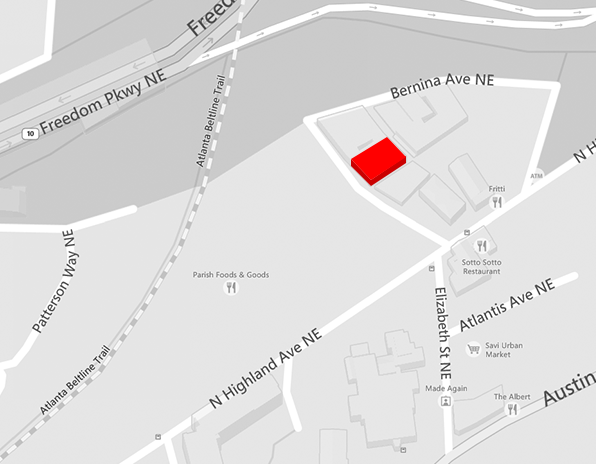 Freed
Freedom Pkwy NE
10
Atlanta Beltline Trail
Bernina Ave NE
N Hi
ATM
Fritti
Patterson Way NE
Sotto Sotto
Restaurant
Parish Foods & Goods
Elizabeth St NE
Atlantis Ave NE
N Highland Ave NE
Savi Urban
Market
Atlanta Beltline Trail
Made Again
The Albert
Austin